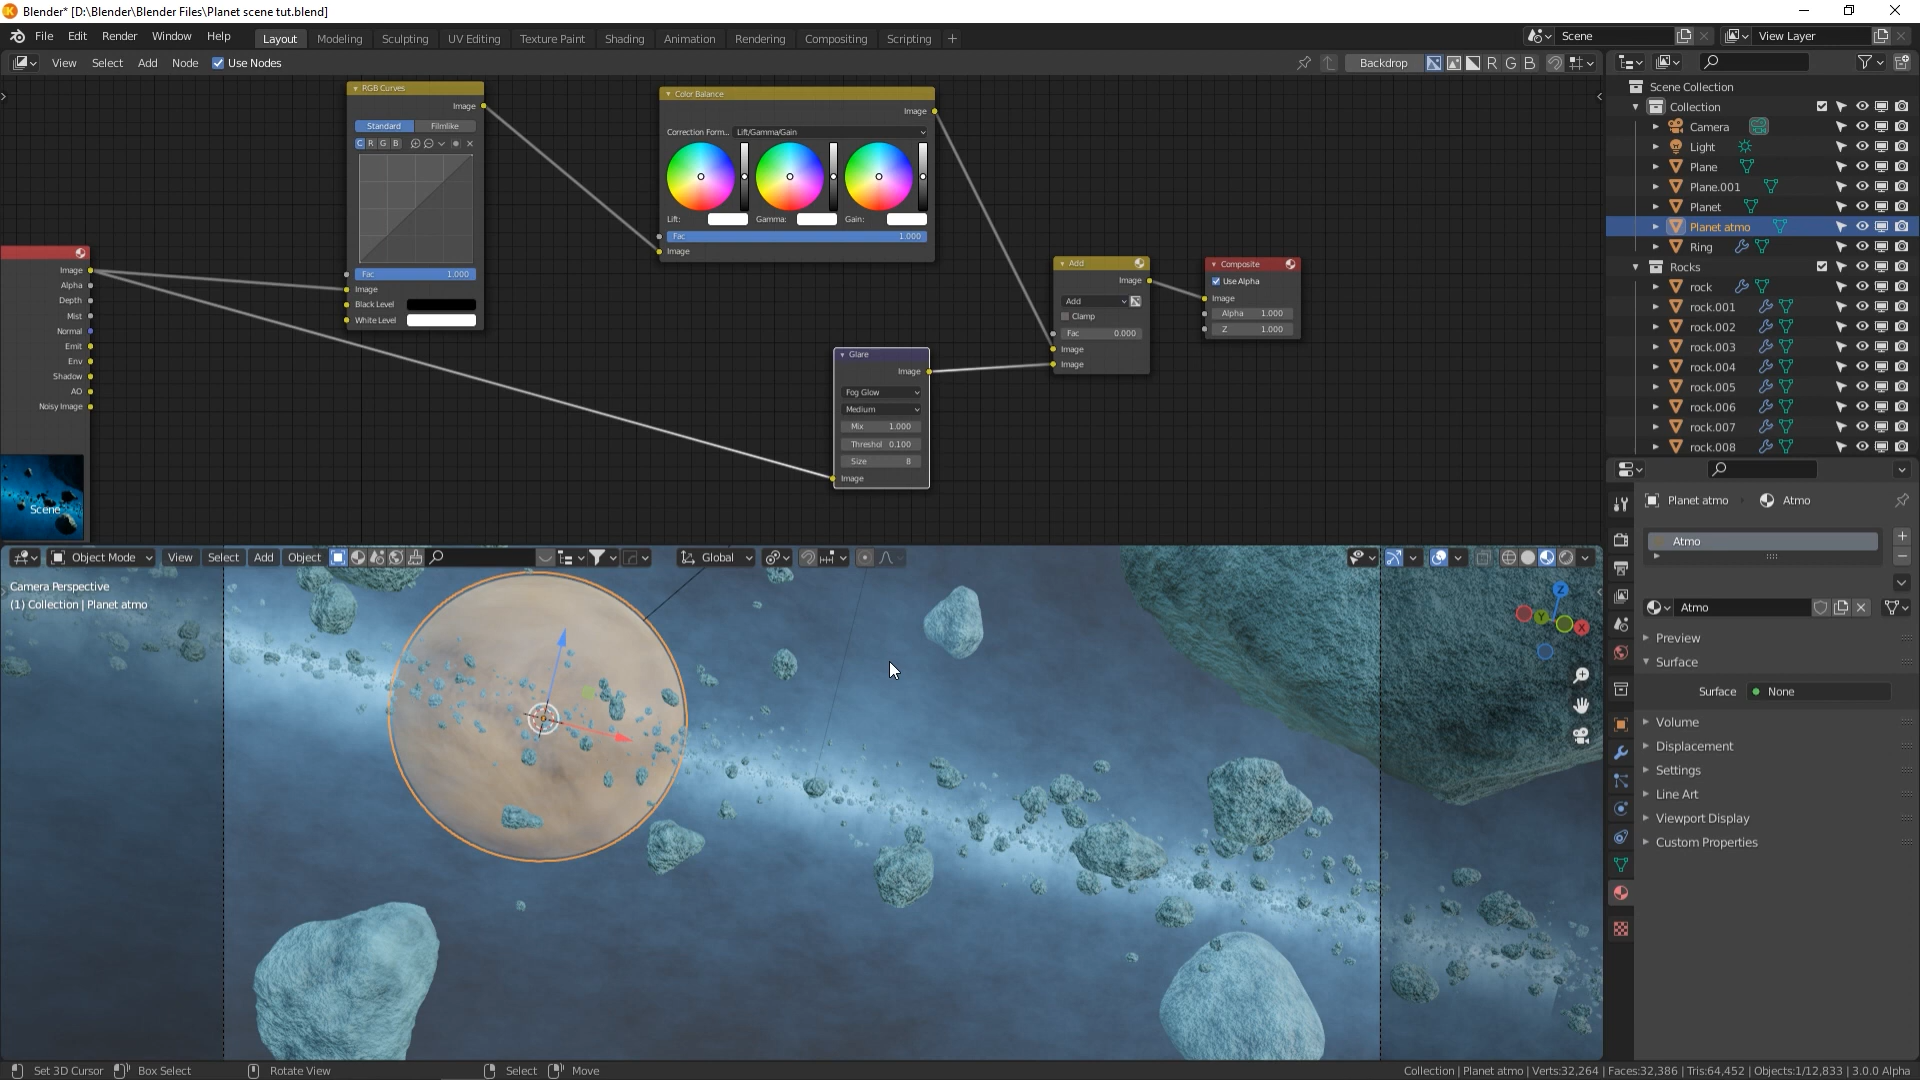 Blender* [D:\Blender\Blender Files\Planet scene tut.blend]
File Edit Render Window Help Layout Modeling Sculpting UV Editing Texture Paint Shading Animation Rendering Compositing Scripting + Scene View Layer
View Select Add Node Use Nodes Backdrop R G B
Scene Collection
Collection
Camera
Light
Plane
Plane.001
Planet
Planet atmo
Ring
Rocks
rock
rock.001
rock.002
rock.003
rock.004
rock.005
rock.006
rock.007
rock.008
RGB Curves
Image
Standard Filmlike
C R G B
Fac 1.000
Image
Black Level
White Level
Color Balance
Image
Correction Form.. Lift/Gamma/Gain
Lift: Gamma: Gain:
Fac 1.000
Image
Image
Alpha
Depth
Mist
Normal
Emit
Env
Shadow
AO
Noisy Image
Scene
Glare
Image
Fog Glow
Medium
Mix 1.000
Threshol 0.100
Size 8
Image
Add
Image
Add
Clamp
Fac 0.000
Image
Image
Composite
Use Alpha
Image
Alpha 1.000
Z 1.000
Object Mode View Select Add Object Global
Camera Perspective
(1) Collection | Planet atmo
Z
Y
X
Planet atmo Atmo
Atmo
Atmo
Preview
Surface
Surface None
Volume
Displacement
Settings
Line Art
Viewport Display
Custom Properties
Set 3D Cursor Box Select Rotate View Select Move Collection | Planet atmo | Verts:32,264 | Faces:32,386 | Tris:64,452 | Objects:1/12,833 | 3.0.0 Alpha